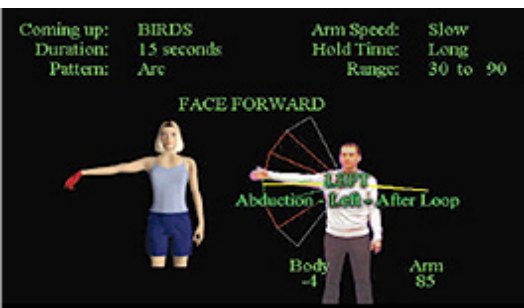 Coming up: BIRDS Arm Speed: Slow
Duration: 15 seconds Hold Time: Long
Pattern: Arc Range: 30 to 90
FACE FORWARD
LEFT
Abduction - Left - After Loop
Body Arm
-4 85